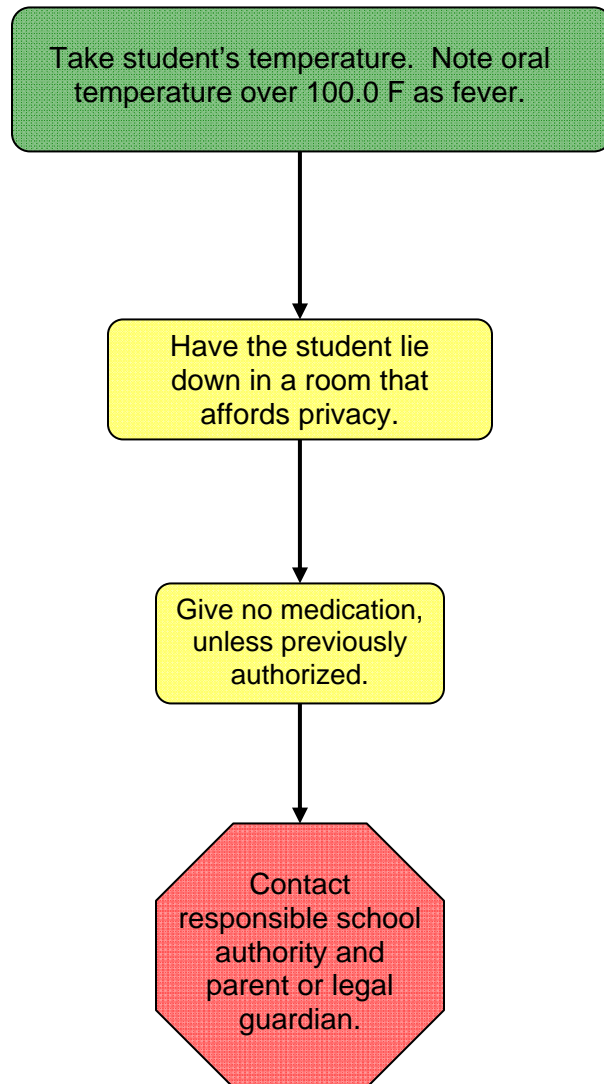 Take student’s temperature.  Note oral
temperature over 100.0 F as fever.
Have the student lie
down in a room that
affords privacy.
Give no medication,
unless previously
authorized.
Contact
responsible school
authority and
parent or legal
guardian.